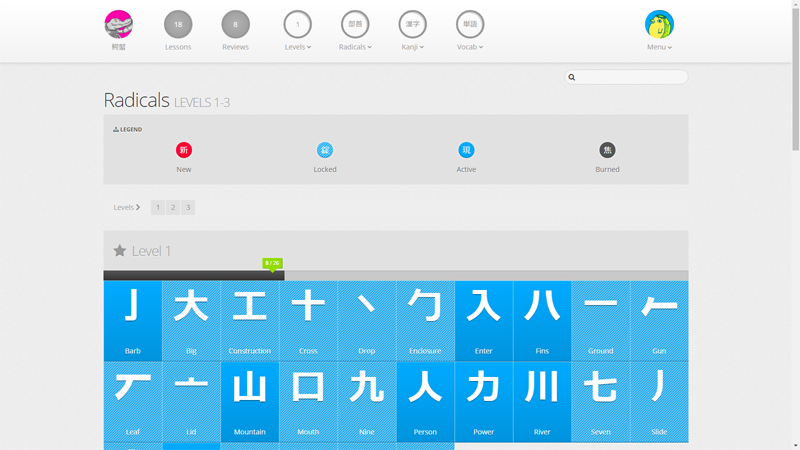 18
8
1
部首
漢字
単語
鰐蟹
Lessons
Reviews
Levels
Radicals
Kanji
Vocab
Menu
Radicals LEVELS 1-3
LEGEND
新
錠
現
焦
New
Locked
Active
Burned
Levels
1
2
3
Level 1
8 / 26
亅
大
工
十
丶
勹
入
八
一
𠂉
Barb
Big
Construction
Cross
Drop
Enclosure
Enter
Fins
Ground
Gun
丆
亠
山
口
九
人
力
川
七
丿
Leaf
Lid
Mountain
Mouth
Nine
Person
Power
River
Seven
Slide